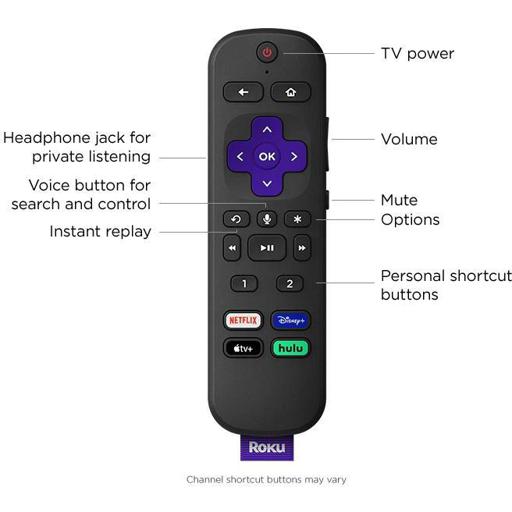 TV power
Headphone jack for
private listening
OK
Volume
Voice button for
search and control
Mute
Options
Instant replay
Personal shortcut
buttons
1
2
NETFLIX
Disney+
tv+
hulu
Roku
Channel shortcut buttons may vary